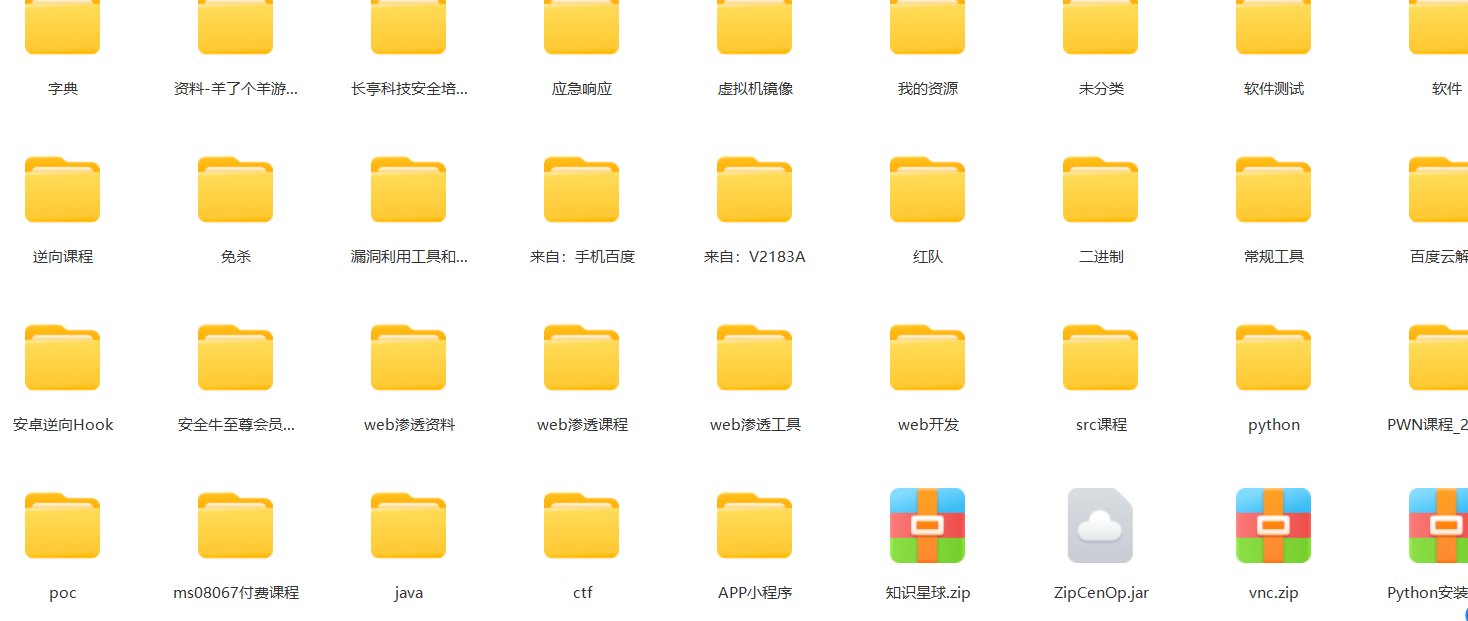 字典
资料-羊了个羊游...
长亭科技安全培...
应急响应
虚拟机镜像
我的资源
未分类
软件测试
软件
逆向课程
免杀
漏洞利用工具和...
来自：手机百度
来自：V2183A
红队
二进制
常规工具
百度云解
安卓逆向Hook
安全牛至尊会员...
web渗透资料
web渗透课程
web渗透工具
web开发
src课程
python
PWN课程_2
poc
ms08067付费课程
java
ctf
APP小程序
知识星球.zip
ZipCenOp.jar
vnc.zip
Python安装